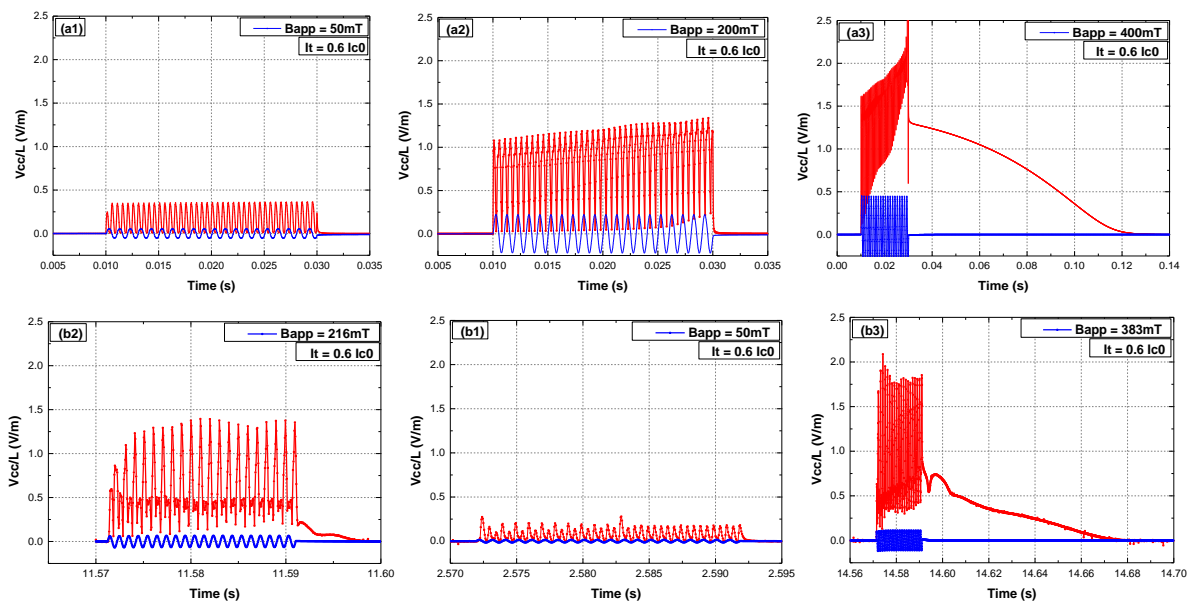 (a1)
Bapp = 50mT
It = 0.6 Ic0
Vcc/L (V/m)
2.5
2.0
1.5
1.0
0.5
0.0
0.005 0.010 0.015 0.020 0.025 0.030 0.035
Time (s)
(a2)
Bapp = 200mT
It = 0.6 Ic0
Vcc/L (V/m)
2.5
2.0
1.5
1.0
0.5
0.0
0.005 0.010 0.015 0.020 0.025 0.030 0.035
Time (s)
(a3)
Bapp = 400mT
It = 0.6 Ic0
Vcc/L (V/m)
2.5
2.0
1.5
1.0
0.5
0.0
0.00 0.02 0.04 0.06 0.08 0.10 0.12 0.14
Time (s)
(b2)
Bapp = 216mT
It = 0.6 Ic0
Vcc/L (V/m)
2.5
2.0
1.5
1.0
0.5
0.0
11.57 11.58 11.59 11.60
Time (s)
(b1)
Bapp = 50mT
It = 0.6 Ic0
Vcc/L (V/m)
2.5
2.0
1.5
1.0
0.5
0.0
2.570 2.575 2.580 2.585 2.590 2.595
Time (s)
(b3)
Bapp = 383mT
It = 0.6 Ic0
Vcc/L (V/m)
2.5
2.0
1.5
1.0
0.5
0.0
14.56 14.58 14.60 14.62 14.64 14.66 14.68 14.70
Time (s)